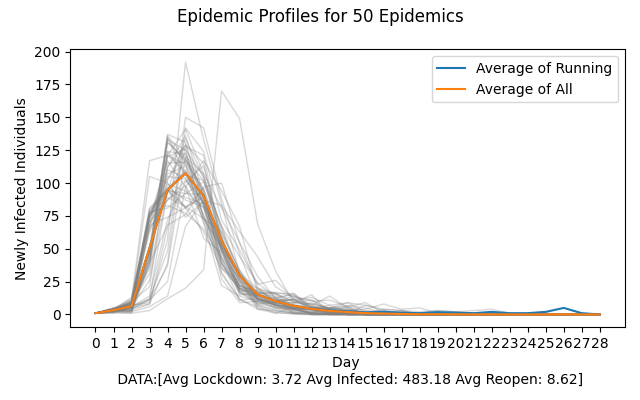 Epidemic Profiles for 50 Epidemics
Average of Running
Average of All
Newly Infected Individuals
200
175
150
125
100
75
50
25
0
0 1 2 3 4 5 6 7 8 9 10 11 12 13 14 15 16 17 18 19 20 21 22 23 24 25 26 27 28
Day
DATA:[Avg Lockdown: 3.72 Avg Infected: 483.18 Avg Reopen: 8.62]